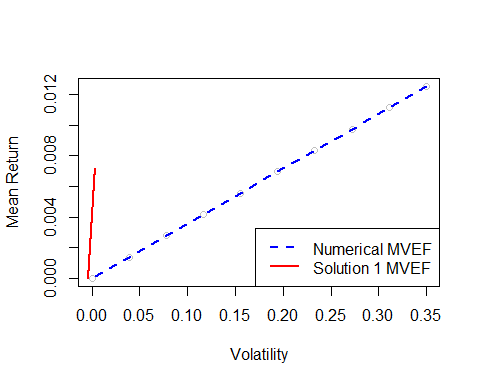 0.012
0.008
0.004
0.000
Mean Return
Numerical MVEF
Solution 1 MVEF
0.00 0.05 0.10 0.15 0.20 0.25 0.30 0.35
Volatility